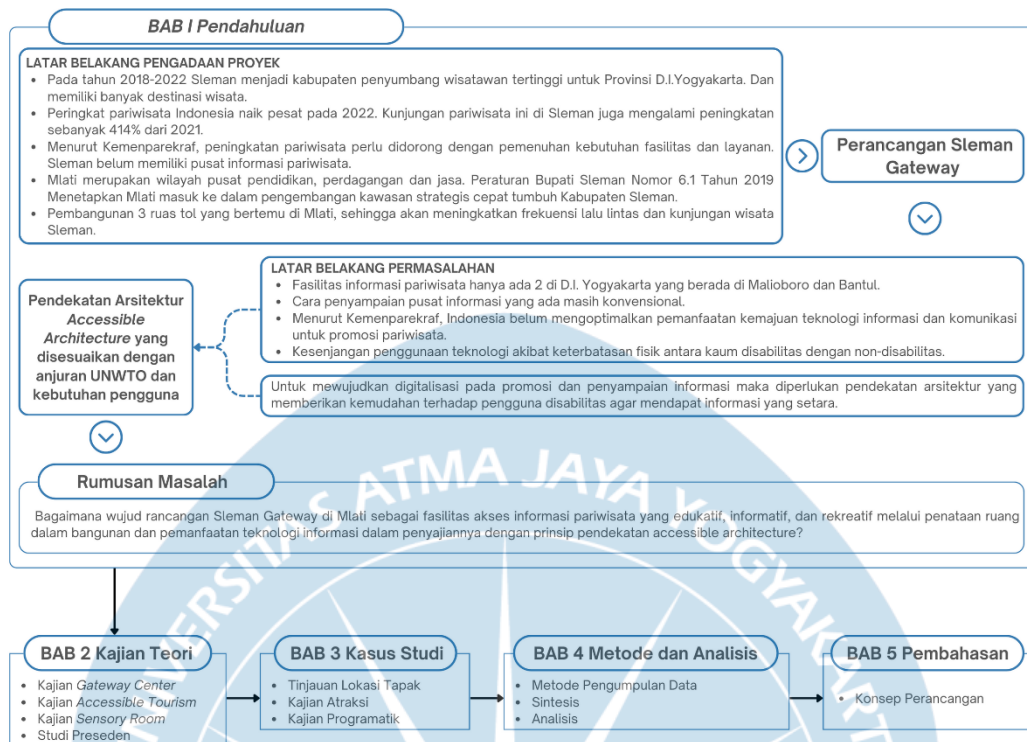 BAB I Pendahuluan
LATAR BELAKANG PENGADAAN PROYEK
• Pada tahun 2018-2022 Sleman menjadi kabupaten penyumbang wisatawan tertinggi untuk Provinsi D.I.Yogyakarta. Dan
memiliki banyak destinasi wisata.
• Peringkat pariwisata Indonesia naik pesat pada 2022. Kunjungan pariwisata ini di Sleman juga mengalami peningkatan
sebanyak 414% dari 2021.
• Menurut Kemenparekraf, peningkatan pariwisata perlu didorong dengan pemenuhan kebutuhan fasilitas dan layanan.
Sleman belum memiliki pusat informasi pariwisata.
• Mlati merupakan wilayah pusat pendidikan, perdagangan dan jasa. Peraturan Bupati Sleman Nomor 6.1 Tahun 2019
Menetapkan Mlati masuk ke dalam pengembangan kawasan strategis cepat tumbuh Kabupaten Sleman.
• Pembangunan 3 ruas tol yang bertemu di Mlati, sehingga akan meningkatkan frekuensi lalu lintas dan kunjungan wisata
Sleman.
Perancangan Sleman
Gateway
LATAR BELAKANG PERMASALAHAN
• Fasilitas informasi pariwisata hanya ada 2 di D.I. Yogyakarta yang berada di Malioboro dan Bantul.
• Cara penyampaian pusat informasi yang ada masih konvensional.
• Menurut Kemenparekraf, Indonesia belum mengoptimalkan pemanfaatan kemajuan teknologi informasi dan komunikasi
untuk promosi pariwisata.
• Kesenjangan penggunaan teknologi akibat keterbatasan fisik antara kaum disabilitas dengan non-disabilitas.
Untuk mewujudkan digitalisasi pada promosi dan penyampaian informasi maka diperlukan pendekatan arsitektur yang
memberikan kemudahan terhadap pengguna disabilitas agar mendapat informasi yang setara.
Pendekatan Arsitektur
Accessible
Architecture yang
disesuaikan dengan
anjuran UNWTO dan
kebutuhan pengguna
Rumusan Masalah
Bagaimana wujud rancangan Sleman Gateway di Mlati sebagai fasilitas akses informasi pariwisata yang edukatif, informatif, dan rekreatif melalui penataan ruang
dalam bangunan dan pemanfaatan teknologi informasi dalam penyajiannya dengan prinsip pendekatan accessible architecture?
UNIVERSITAS ATMA JAYA YOGYAKARTA
BAB 2 Kajian Teori
• Kajian Gateway Center
• Kajian Accessible Tourism
• Kajian Sensory Room
• Studi Preseden
BAB 3 Kasus Studi
• Tinjauan Lokasi Tapak
• Kajian Atraksi
• Kajian Programatik
BAB 4 Metode dan Analisis
• Metode Pengumpulan Data
• Sintesis
• Analisis
BAB 5 Pembahasan
• Konsep Perancangan